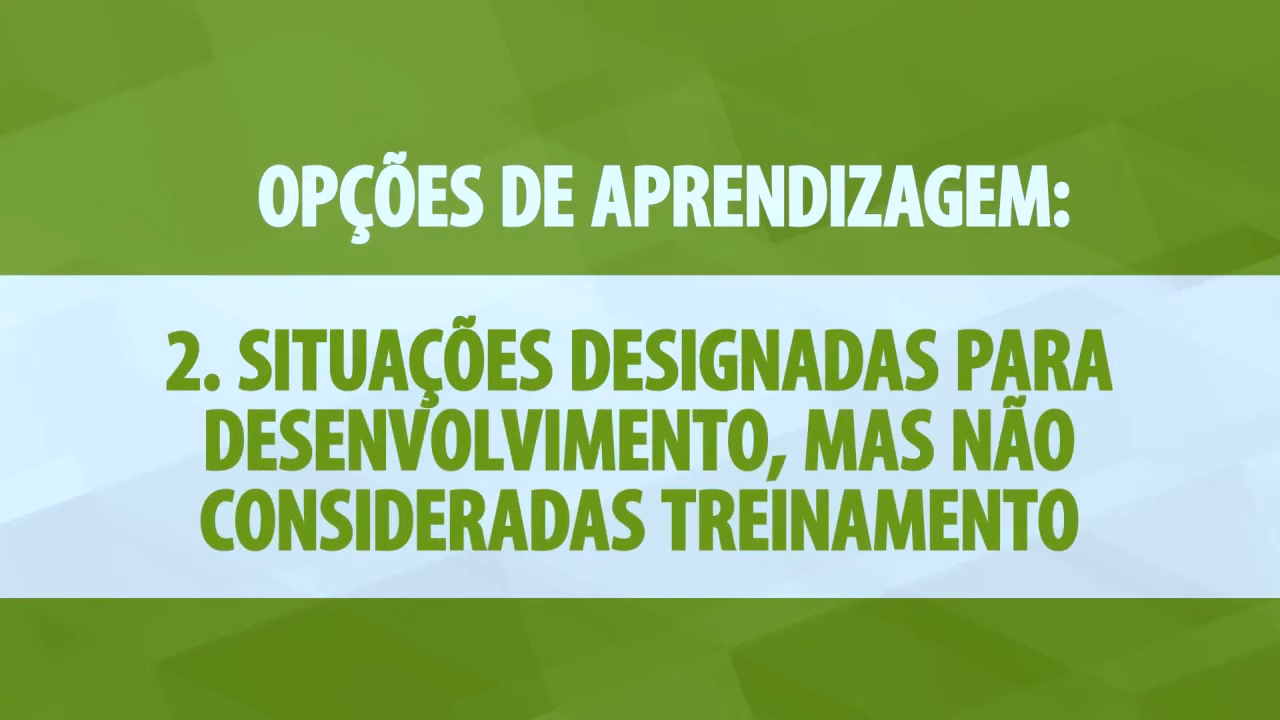 OPÇÕES DE APRENDIZAGEM:
2. SITUAÇÕES DESIGNADAS PARA
DESENVOLVIMENTO, MAS NÃO
CONSIDERADAS TREINAMENTO